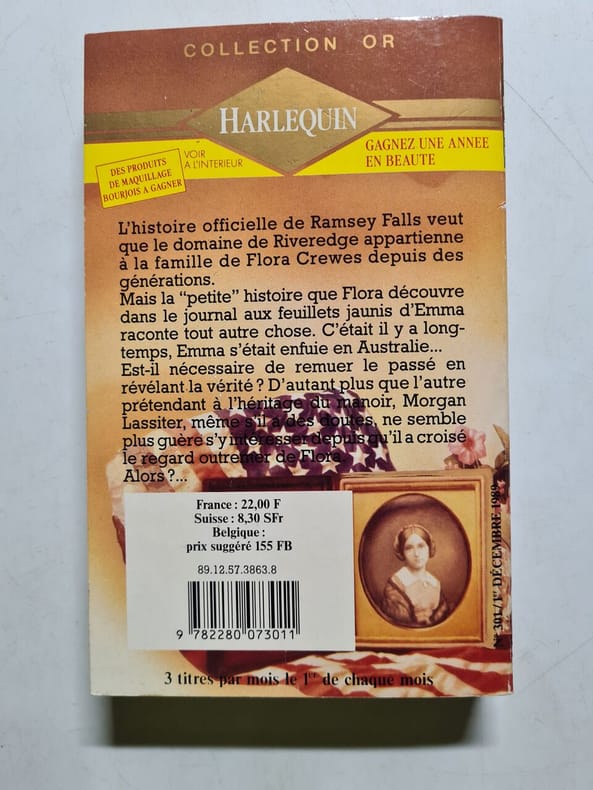 COLLECTION OR
HARLEQUIN
DES PRODUITS
DE MAQUILLAGE
BOURJOIS A GAGNER
VOIR
A L'INTERIEUR
GAGNEZ UNE ANNEE
EN BEAUTE
L'histoire officielle de Ramsey Falls veut
que le domaine de Riveredge appartienne
à la famille de Flora Crewes depuis des
générations.
Mais la "petite" histoire que Flora découvre
dans le journal aux feuillets jaunis d'Emma
raconte tout autre chose. C'était il y a long-
temps, Emma s'était enfuie en Australie...
Est-il nécessaire de remuer le passé en
révélant la vérité ? D'autant plus que l'autre
prétendant à l'héritage du manoir, Morgan
Lassiter, même s'il a des doutes, ne semble
plus guère s'y intéresser depuis qu'il a croisé
le regard outremer de Flora.
Alors ?...
France : 22,00 F
Suisse : 8,30 SFr
Belgique :
prix suggéré 155 FB
89.12.57.3863.8
9 782280 073011
N° 301 / 1er DÉCEMBRE 1989
3 titres par mois le 1er de chaque mois